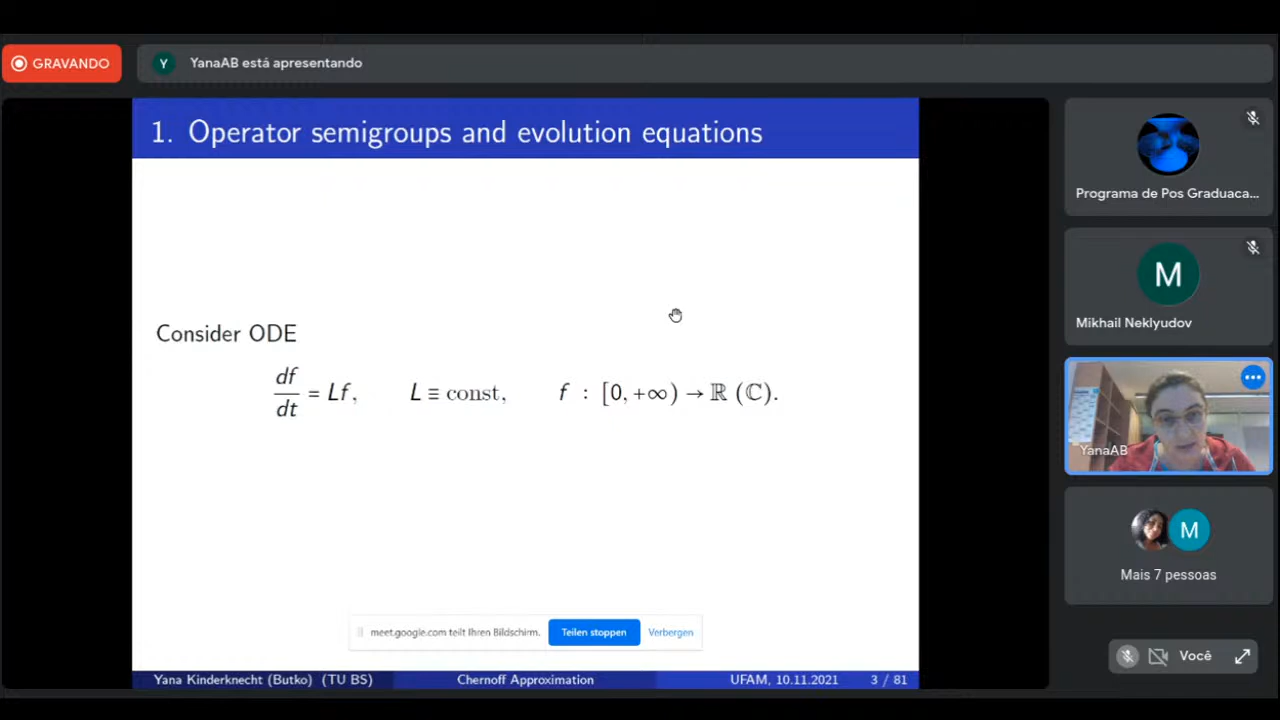 GRAVANDO
Y YanaAB está apresentando
1. Operator semigroups and evolution equations
Consider ODE
df/dt = Lf, L ≡ const, f : [0, +∞) → ℝ (ℂ).
meet.google.com teilt Ihren Bildschirm. Teilen stoppen Verbergen
Yana Kinderknecht (Butko) (TU BS) Chernoff Approximation UFAM, 10.11.2021 3 / 81
Programa de Pos Graduaca...
M
Mikhail Neklyudov
YanaAB
M
Mais 7 pessoas
Você